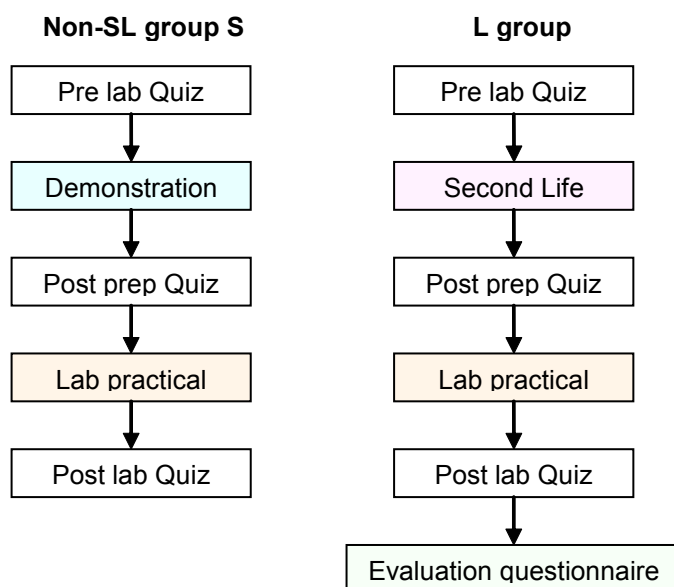 Non-SL group S
Pre lab Quiz
Demonstration
Post prep Quiz
Lab practical
Post lab Quiz
L group
Pre lab Quiz
Second Life
Post prep Quiz
Lab practical
Post lab Quiz
Evaluation questionnaire